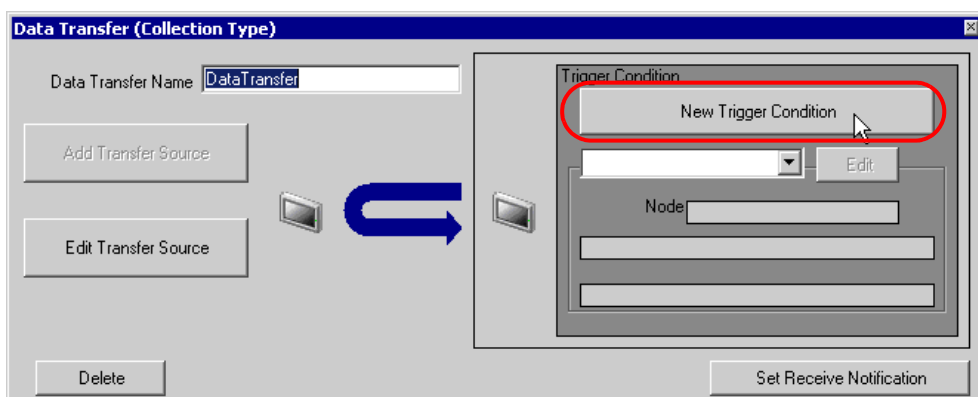 Data Transfer (Collection Type)
Data Transfer Name DataTransfer
Add Transfer Source
Edit Transfer Source
Trigger Condition
New Trigger Condition
Edit
Node
Delete
Set Receive Notification